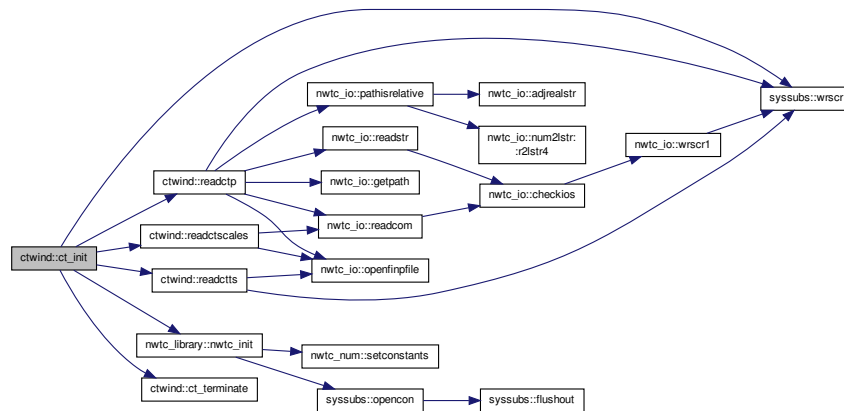 ctwind::ct_init
ctwind::readctp
ctwind::readctscales
ctwind::readctts
nwtc_library::nwtc_init
ctwind::ct_terminate
nwtc_io::pathisrelative
nwtc_io::readstr
nwtc_io::getpath
nwtc_io::readcom
nwtc_io::openfinpfile
nwtc_num::setconstants
syssubs::opencon
nwtc_io::adjrealstr
nwtc_io::num2lstr:
:r2lstr4
nwtc_io::checkios
syssubs::flushout
nwtc_io::wrscr1
syssubs::wrscr